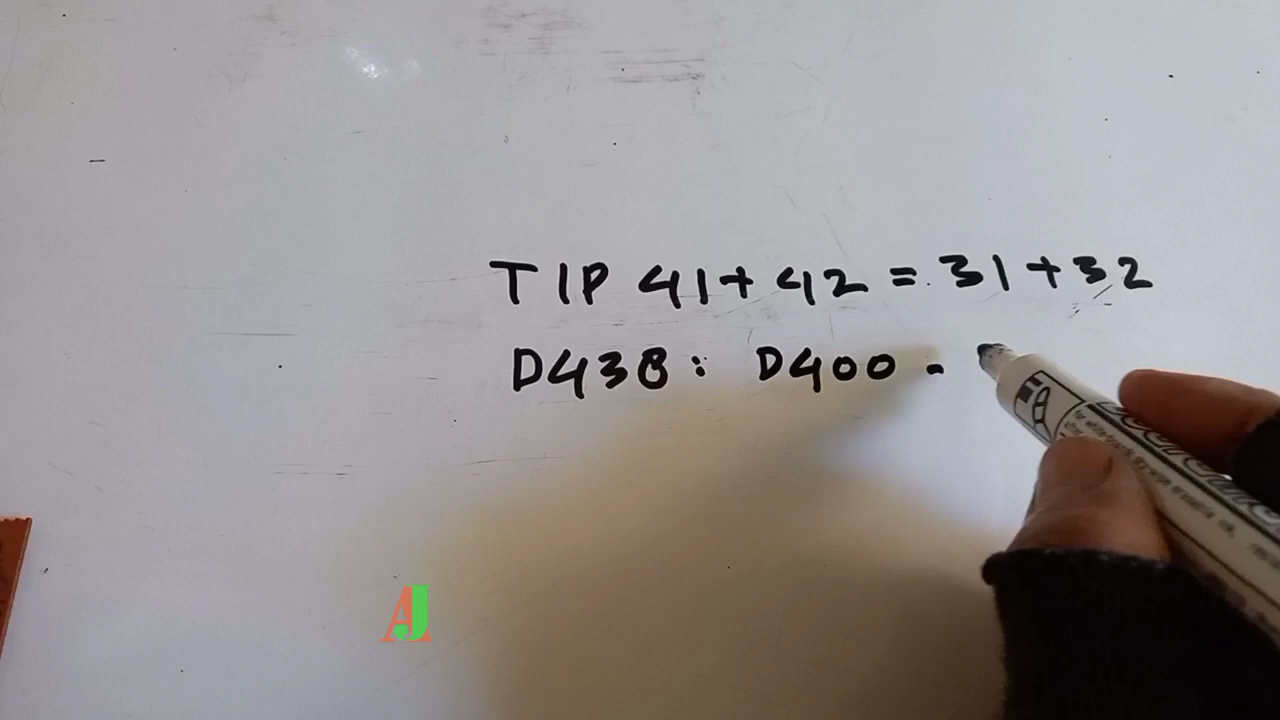 TIP 41+42 = 31+32
D438: D400 .
AJ